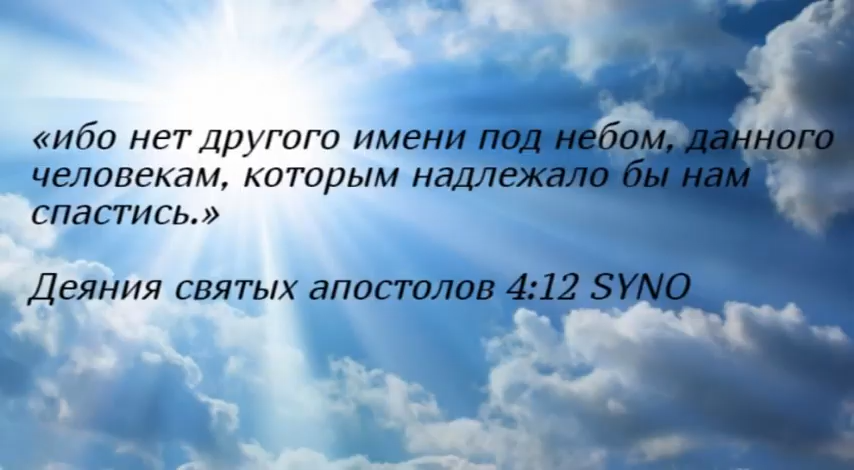 «ибо нет другого имени под небом, данного
человекам, которым надлежало бы нам
спастись.»
Деяния святых апостолов 4:12 SYNO